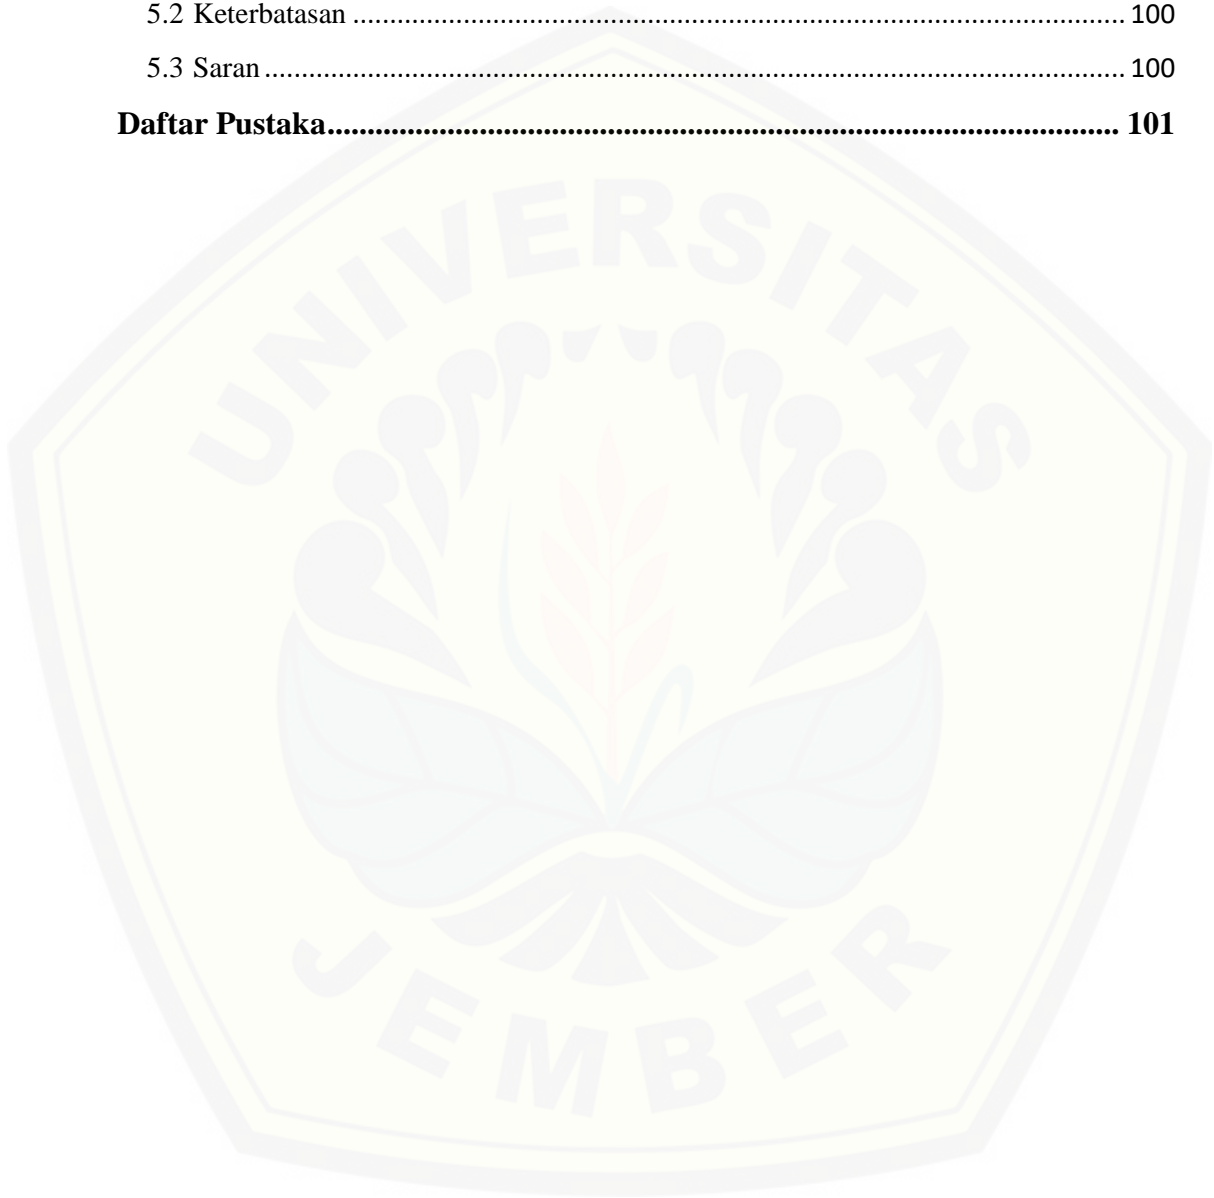 5.2 Keterbatasan ........................................................................................................ 100
5.3 Saran .................................................................................................................... 100
Daftar Pustaka.................................................................................................... 101
UNIVERSITAS
JEMBER